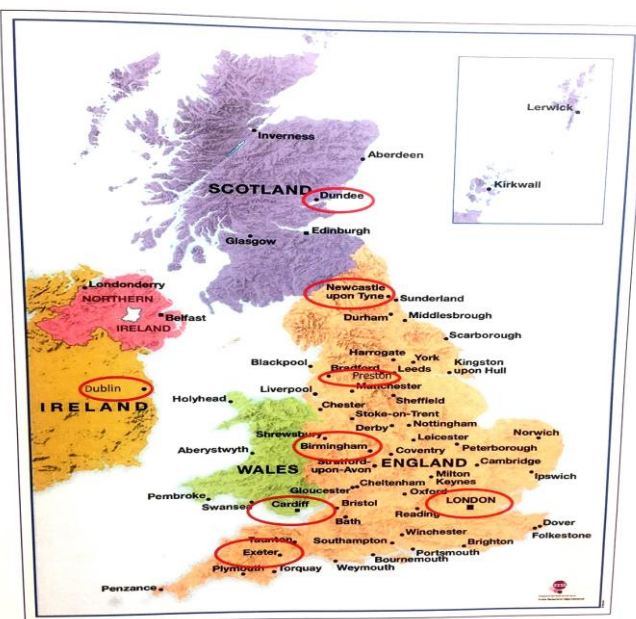 Lerwick
Inverness
Aberdeen
Kirkwall
SCOTLAND
Dundee
Edinburgh
Glasgow
Londonderry
NORTHERN
IRELAND
Belfast
Newcastle
upon Tyne
Sunderland
Durham
Middlesbrough
Scarborough
Harrogate
York
Blackpool
Bradford
Leeds
Kingston
upon Hull
Preston
Dublin
IRELAND
Holyhead
Liverpool
Manchester
Sheffield
Chester
Stoke-on-Trent
Derby
Nottingham
Norwich
Shrewsbury
Birmingham
Leicester
Peterborough
Aberystwyth
Coventry
Stratford-
upon-Avon
WALES
ENGLAND
Cambridge
Milton
Keynes
Ipswich
Pembroke
Swansea
Gloucester
Cheltenham
Oxford
LONDON
Cardiff
Bristol
Reading
Bath
Dover
Folkestone
Taunton
Exeter
Southampton
Winchester
Brighton
Portsmouth
Bournemouth
Plymouth
Torquay
Weymouth
Penzance